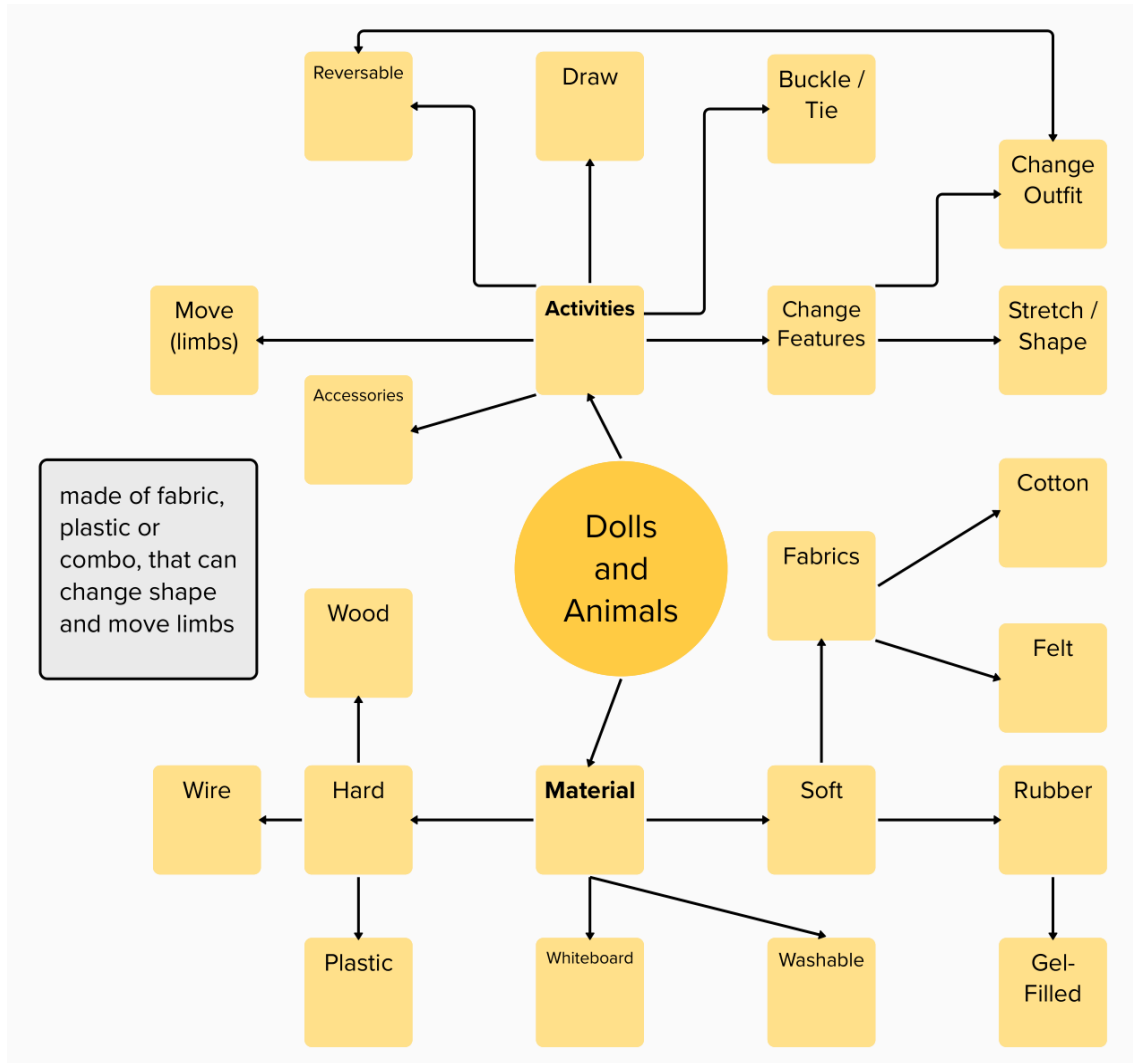 Reversable
Draw
Buckle /
Tie
Change
Outfit
Move
(limbs)
Activities
Change
Features
Stretch /
Shape
Accessories
made of fabric,
plastic or
combo, that can
change shape
and move limbs
Dolls
and
Animals
Cotton
Fabrics
Wood
Felt
Wire
Hard
Material
Soft
Rubber
Plastic
Whiteboard
Washable
Gel-
Filled